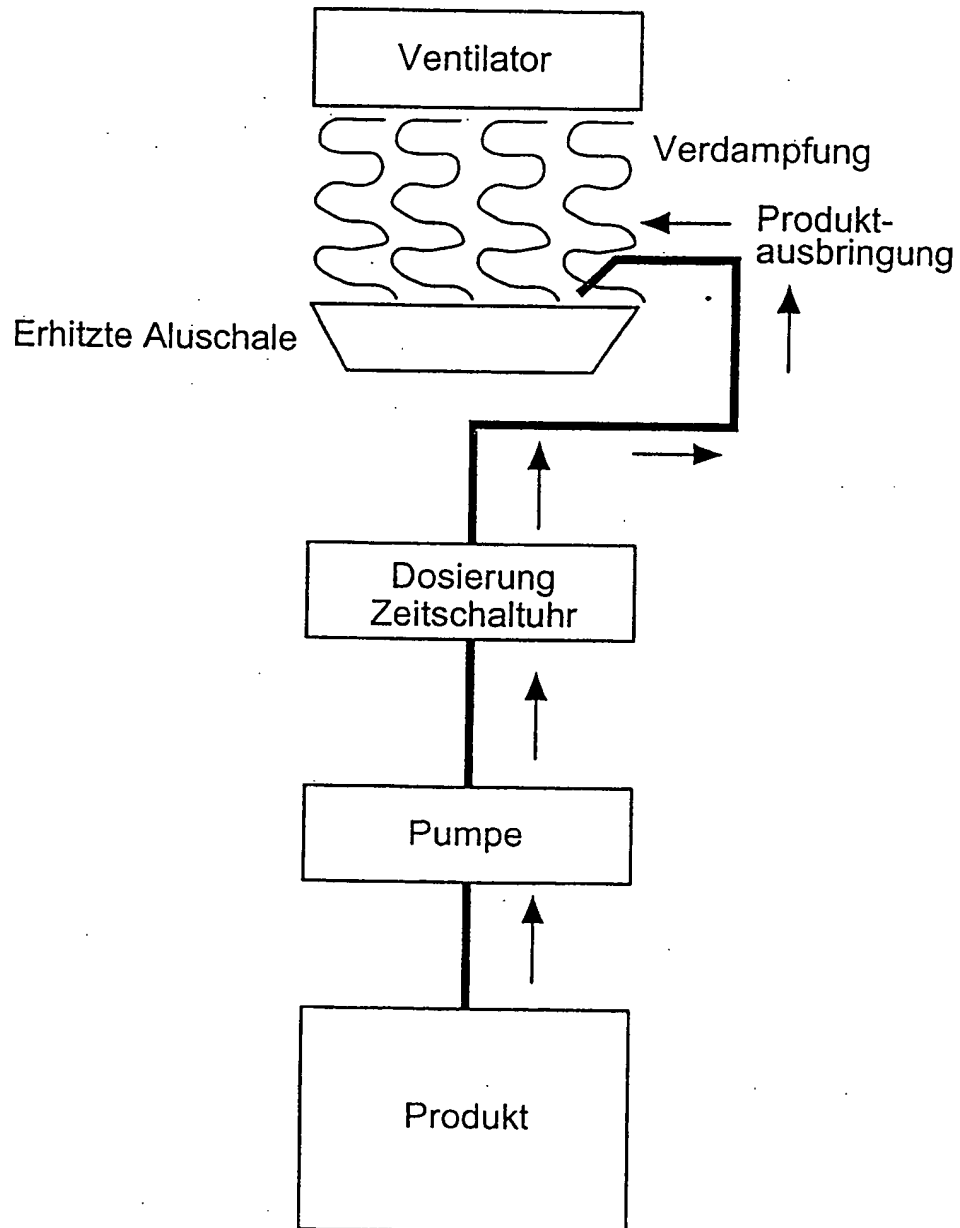 Ventilator
Verdampfung
Produkt-
ausbringung
Erhitzte Aluschale
Dosierung
Zeitschaltuhr
Pumpe
Produkt